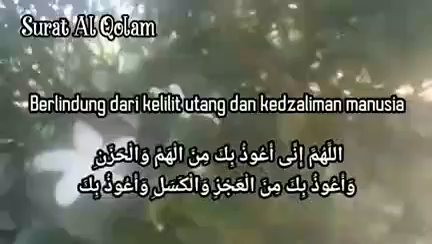 Surat Al Qolam
Berlindung dari kelilit utang dan kedzaliman manusia
اللَّهُمَّ إِنِّى أَعُوذُ بِكَ مِنَ الْهَمِّ وَالْحَزَنِ
وَأَعُوذُ بِكَ مِنَ الْعَجْزِ وَالْكَسَلِ وَأَعُوذُ بِكَ